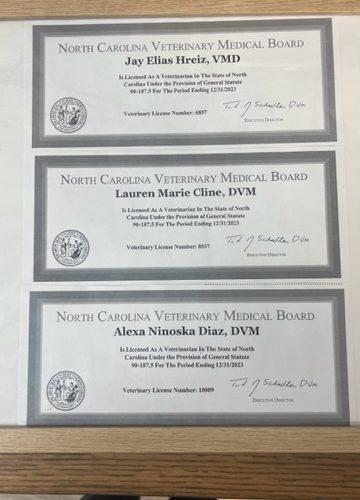 NORTH CAROLINA VETERINARY MEDICAL BOARD
Jay Elias Hreiz, VMD
Is Licensed As A Veterinarian In The State of North
Carolina Under the Provision of General Statute
90-187.5 For The Period Ending 12/31/2023
Veterinary License Number: 6857
EXECUTIVE DIRECTOR
NORTH CAROLINA VETERINARY MEDICAL BOARD
Lauren Marie Cline, DVM
Is Licensed As A Veterinarian In The State of North
Carolina Under the Provision of General Statute
90-187.5 For The Period Ending 12/31/2023
Veterinary License Number: 8537
EXECUTIVE DIRECTOR
NORTH CAROLINA VETERINARY MEDICAL BOARD
Alexa Ninoska Diaz, DVM
Is Licensed As A Veterinarian In The State of North
Carolina Under the Provision of General Statute
90-187.5 For The Period Ending 12/31/2023
Veterinary License Number: 10009
EXECUTIVE DIRECTOR